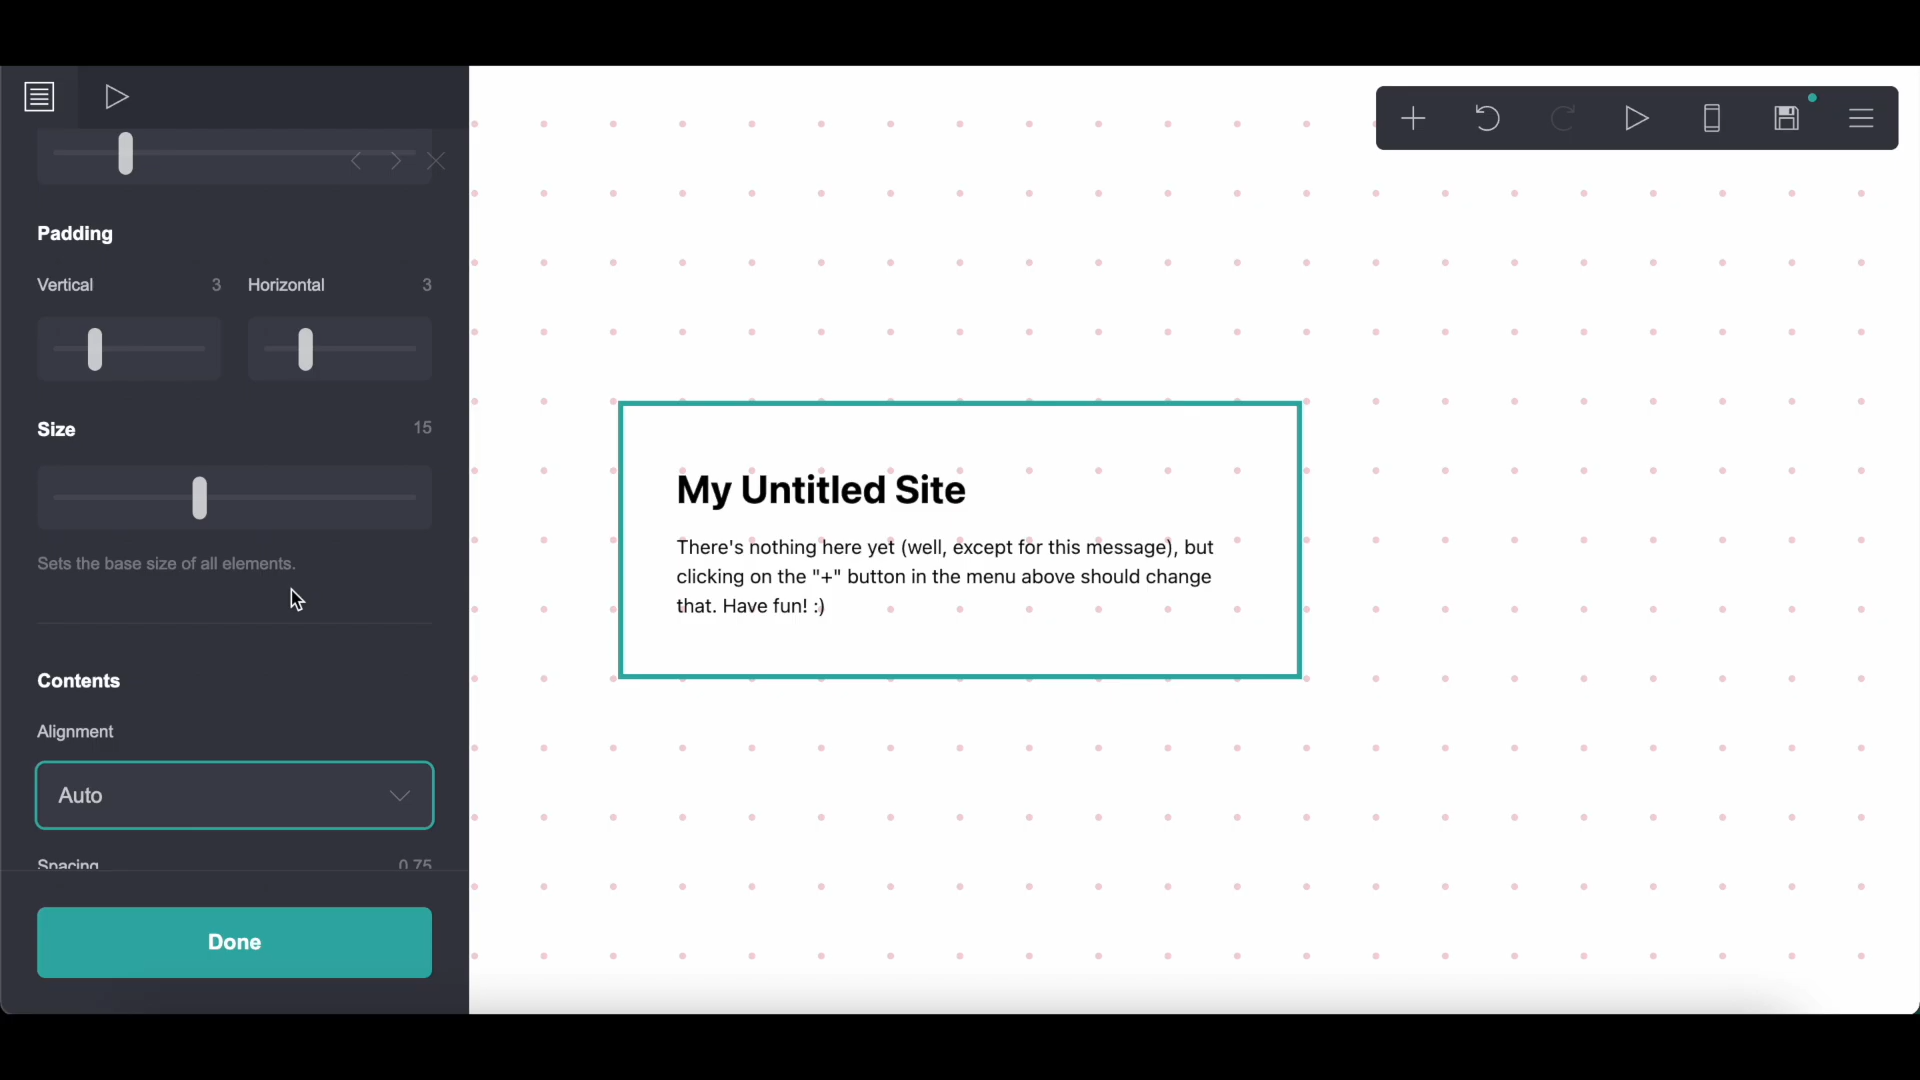 Padding
Vertical 3 Horizontal 3
Size 15
Sets the base size of all elements.
Contents
Alignment
Auto
Spacing 0.75
Done
My Untitled Site
There's nothing here yet (well, except for this message), but
clicking on the "+" button in the menu above should change
that. Have fun! :)